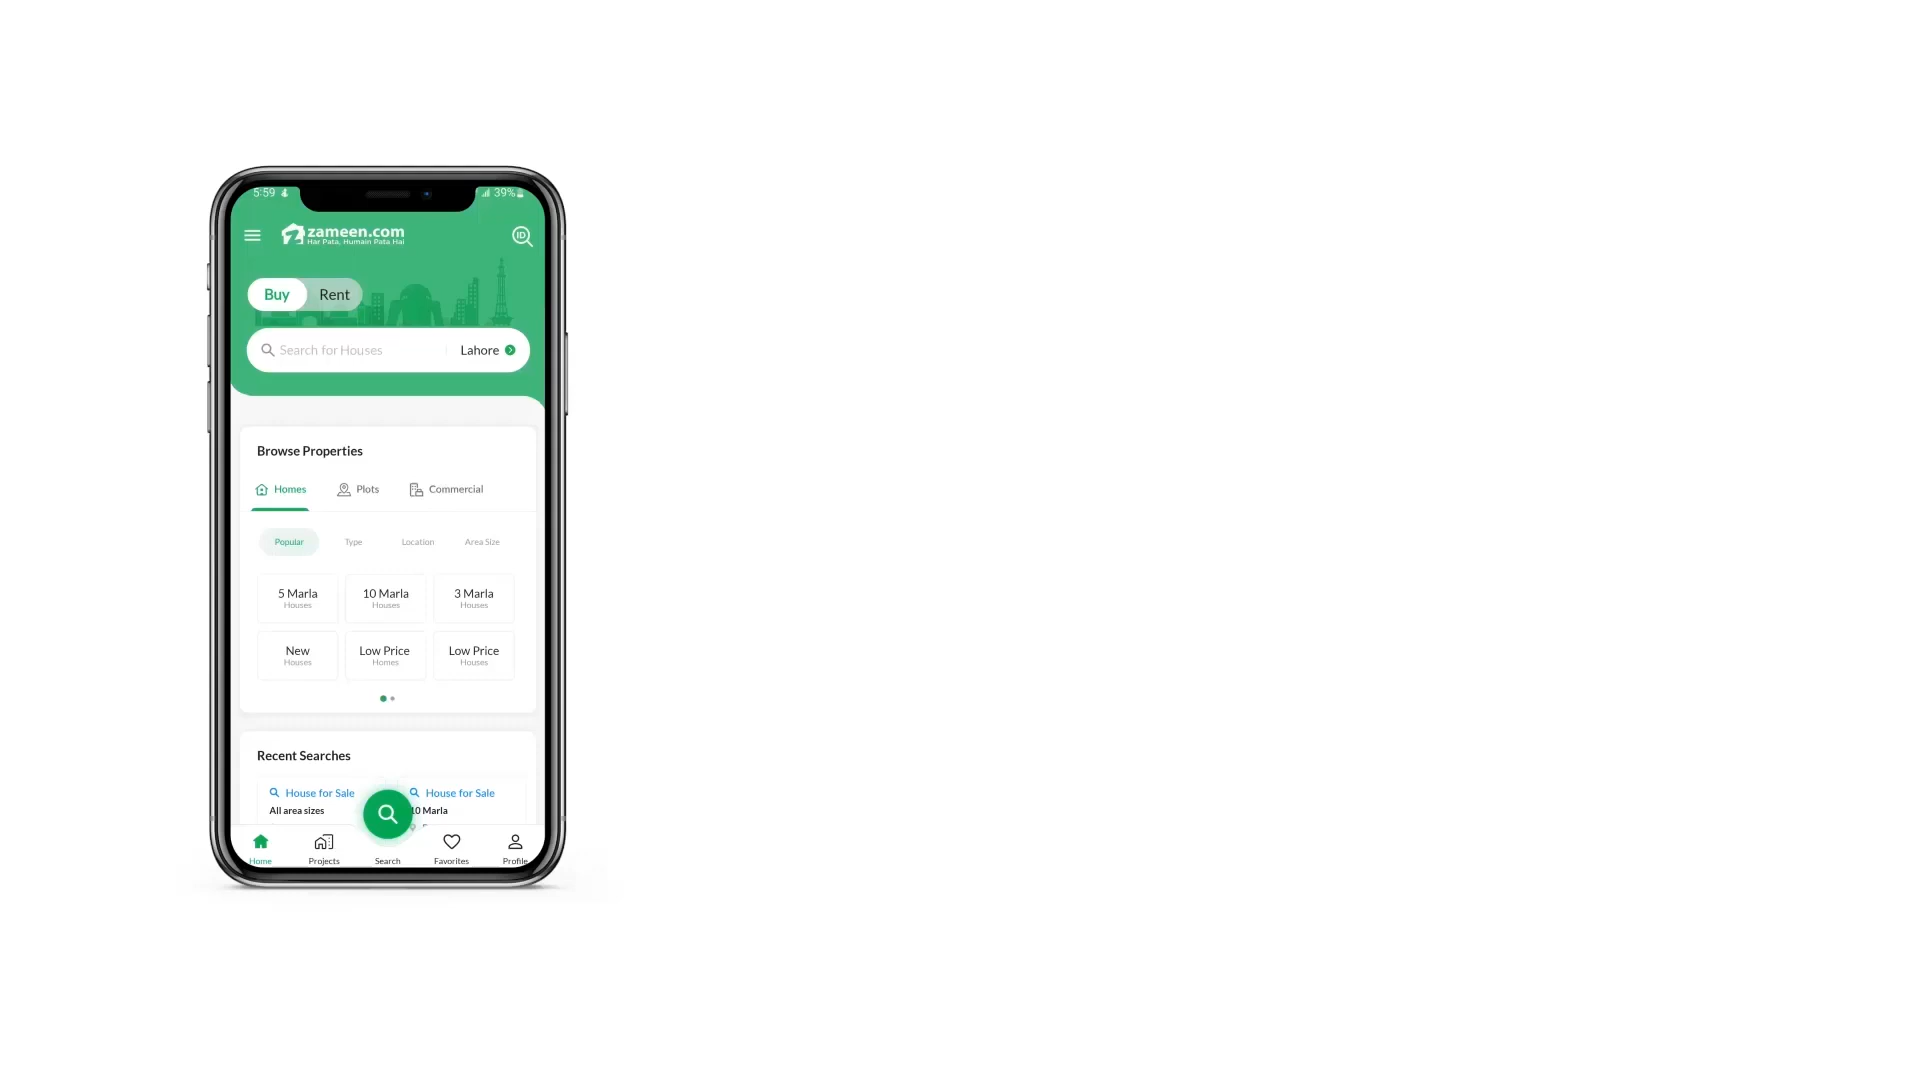 5:59
39%
zameen.com
Har Pata, Humain Pata Hai
ID
Buy Rent
Search for Houses
Lahore
Browse Properties
Homes Plots Commercial
Popular Type Location Area Size
5 Marla 10 Marla 3 Marla
Houses Houses Houses
New Low Price Low Price
Houses Homes Houses
Recent Searches
House for Sale House for Sale
All area sizes 10 Marla
Home Projects Search Favorites Profile